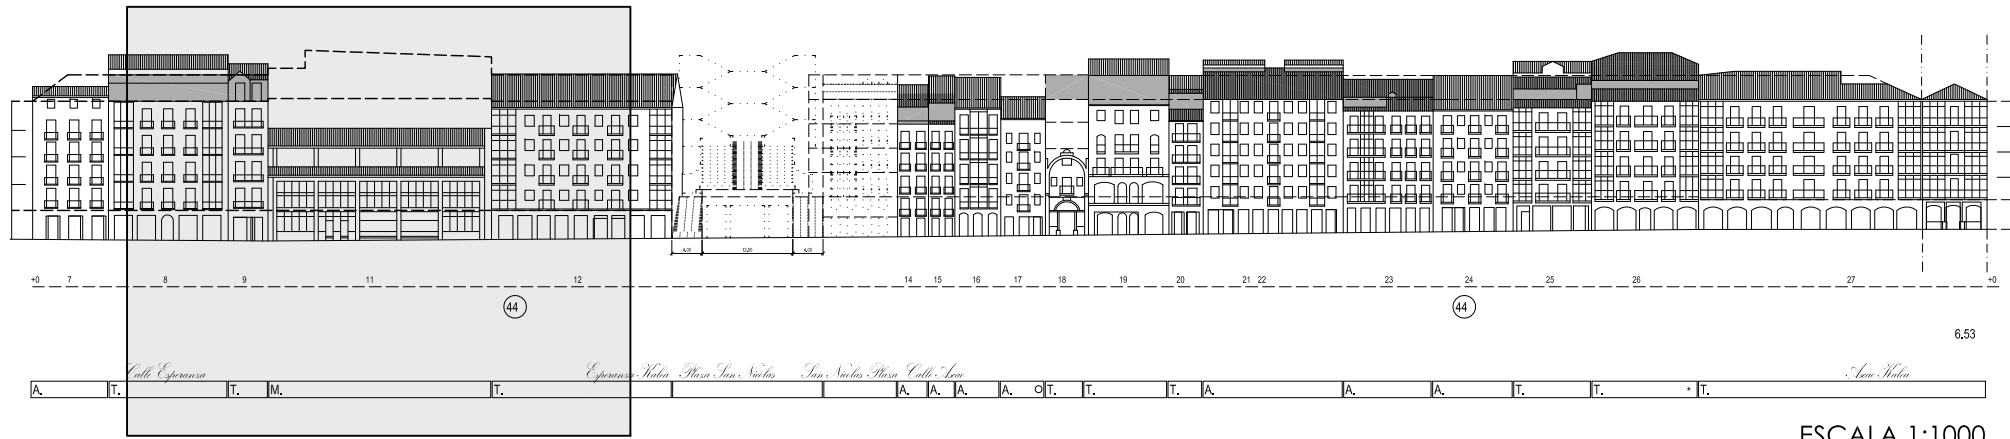 4,00 12,00 4,00
+0 7 8 9 11 12 14 15 16 17 18 19 20 21 22 23 24 25 26 27 +0
44 44
6.53
Calle Esperanza Esperanza Kalea Plaza San Nicolas San Nicolas Plaza Calle Ascao Ascao Kalea
A. T. T. M. T. A. A. A. A. O T. T. T. A. A. A. T. T. * T.
ESCALA 1:1000